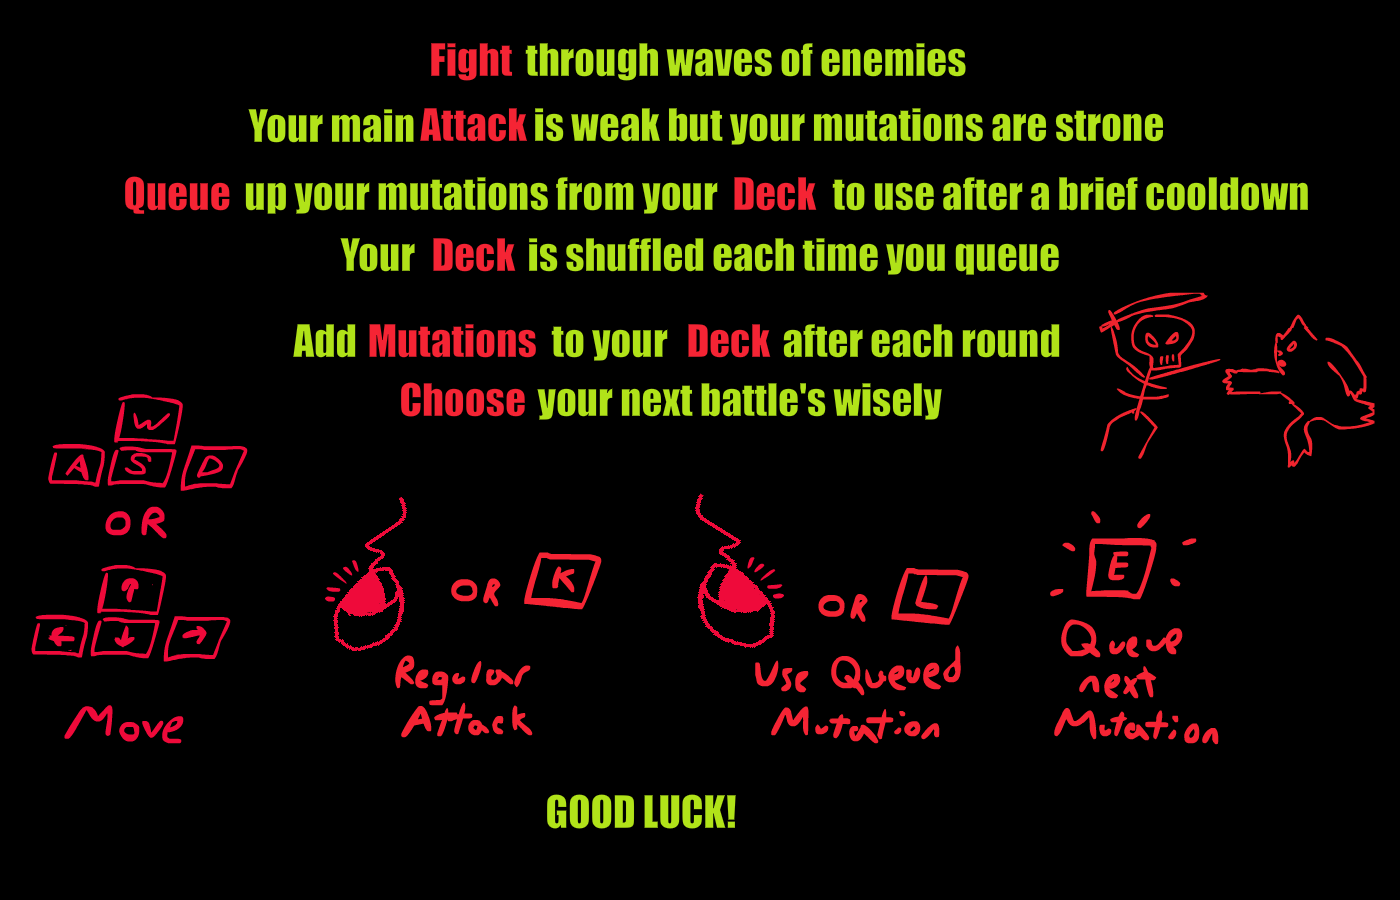 Fight through waves of enemies
Your main Attack is weak but your mutations are strone
Queue up your mutations from your Deck to use after a brief cooldown
Your Deck is shuffled each time you queue
Add Mutations to your Deck after each round
Choose your next battle's wisely
W
A S D
OR
↑
← ↓ →
Move
OR K
Regular
Attack
OR L
Use Queued
Mutation
E
Queue
next
Mutation
GOOD LUCK!